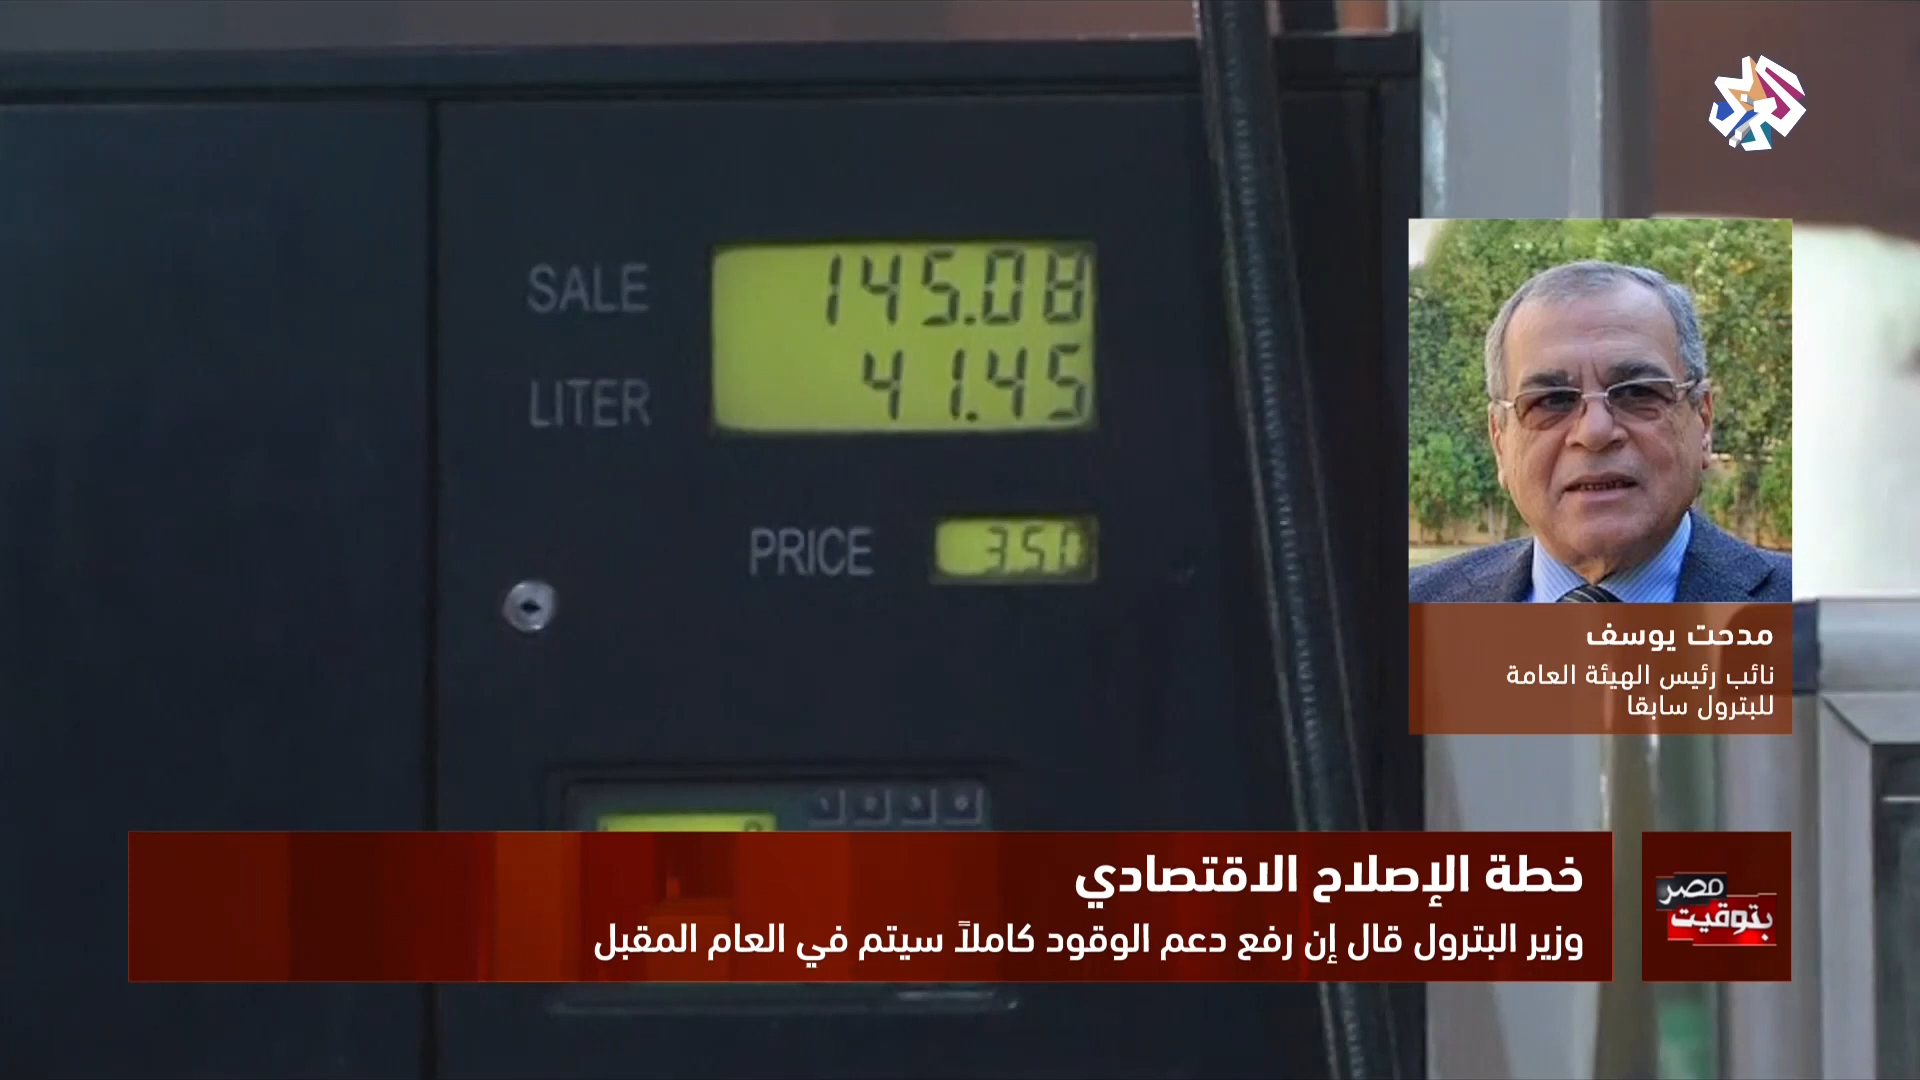 SALE 145.08
LITER 41.45
PRICE 3.50
مدحت يوسف
نائب رئيس الهيئة العامة
للبترول سابقا
خطة الإصلاح الاقتصادي
وزير البترول قال إن رفع دعم الوقود كاملاً سيتم في العام المقبل
مصر
بتوقيت